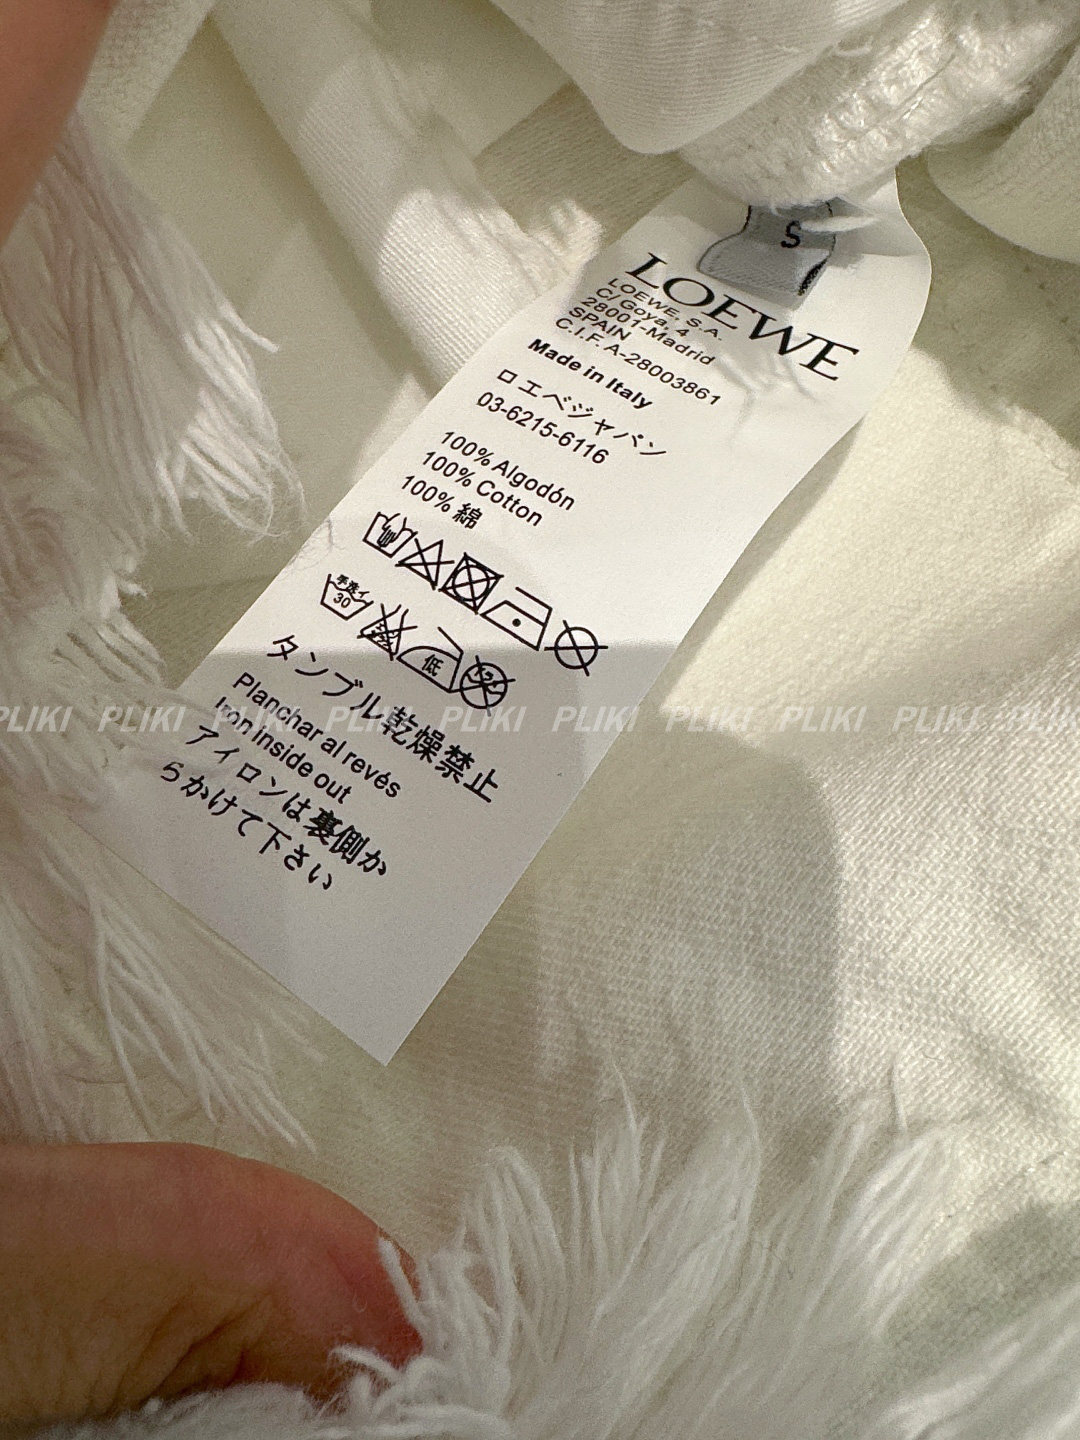 S
LOEWE
LOEWE, S.A.
C/ Goya, 4
28001-Madrid
SPAIN
C.I.F. A-28003861
Made in Italy
ロエベジャパン
03-6215-6116
100% Algodón
100% Cotton
100% 綿
手洗イ
30
低
タンブル乾燥禁止
Planchar al revés
Iron inside out
アイロンは裏側か
らかけて下さい
PLIKI PLIKI PLIKI PLIKI PLIKI PLIKI PLIKI PLIKI PLIKI